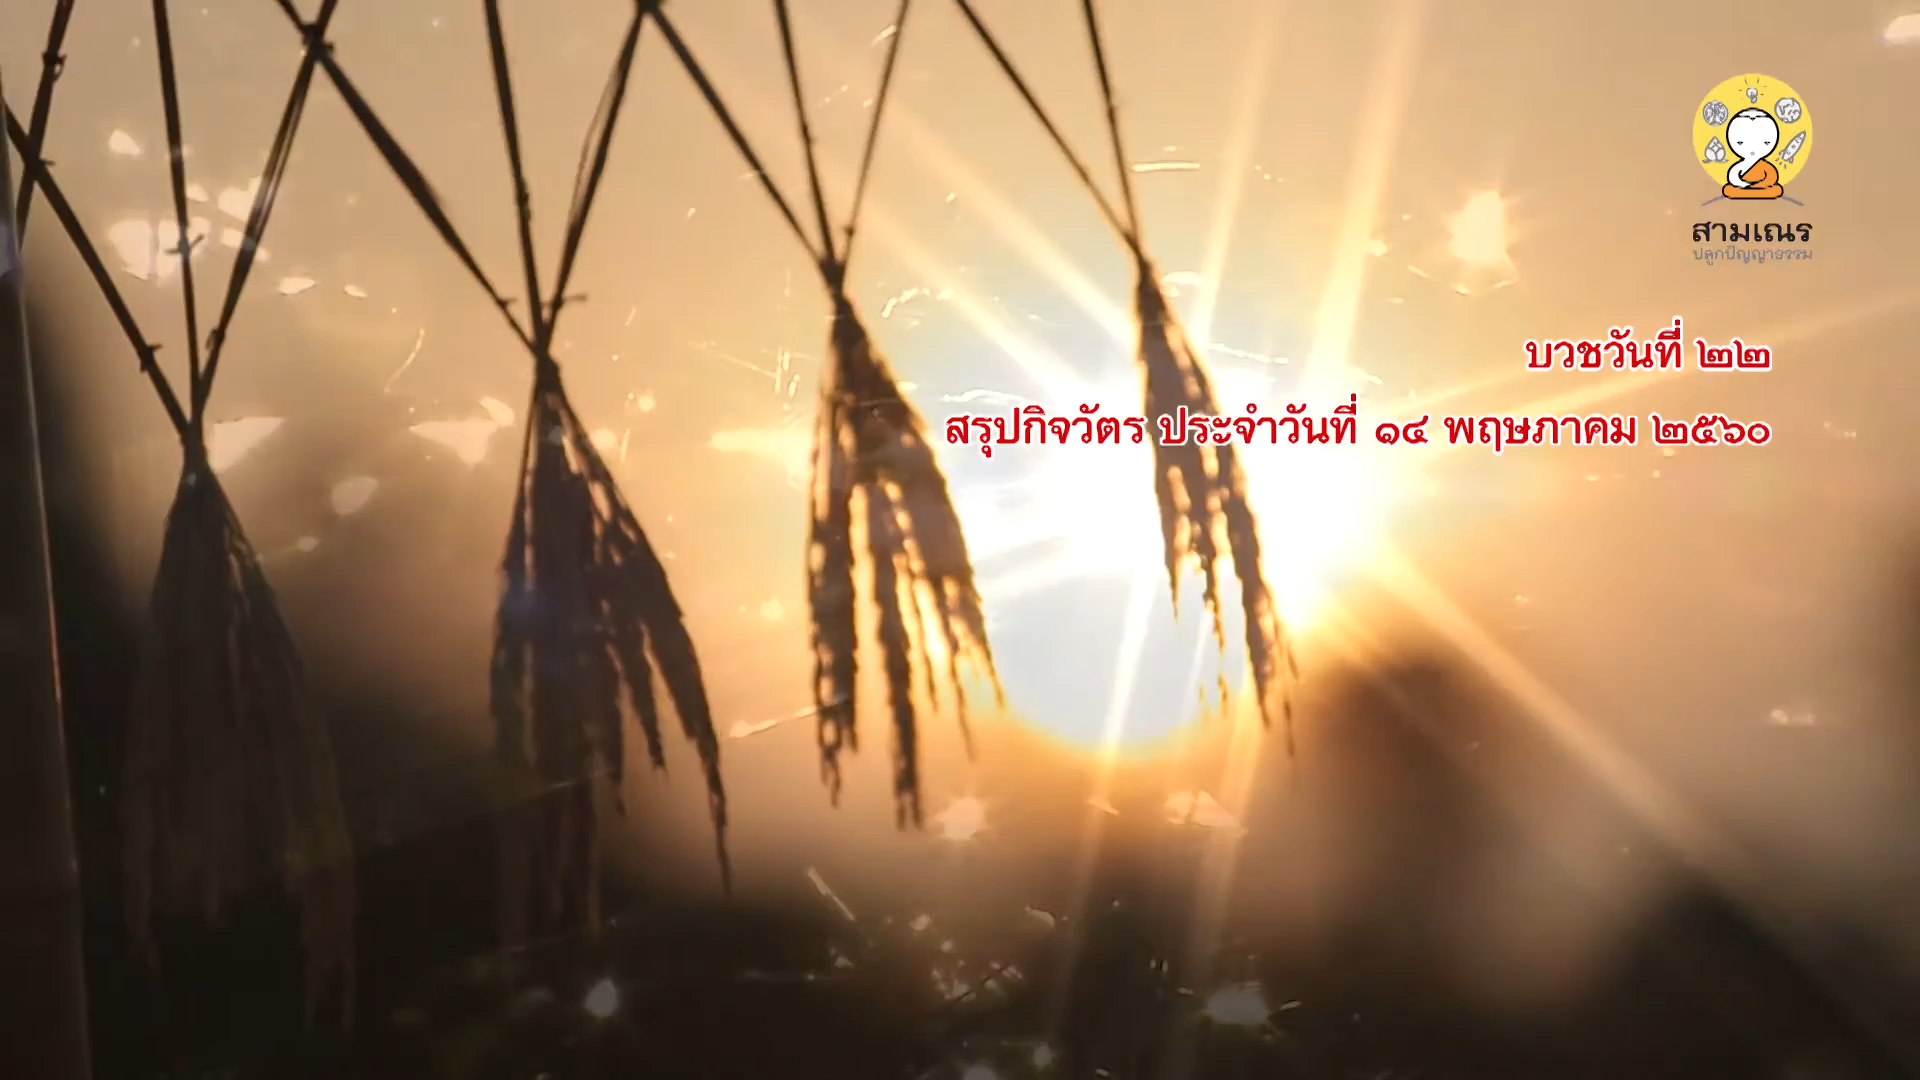 สามเณร
ปลูกปัญญาธรรม
บวชวันที่ ๒๒
สรุปกิจวัตร ประจำวันที่ ๑๔ พฤษภาคม ๒๕๖๐